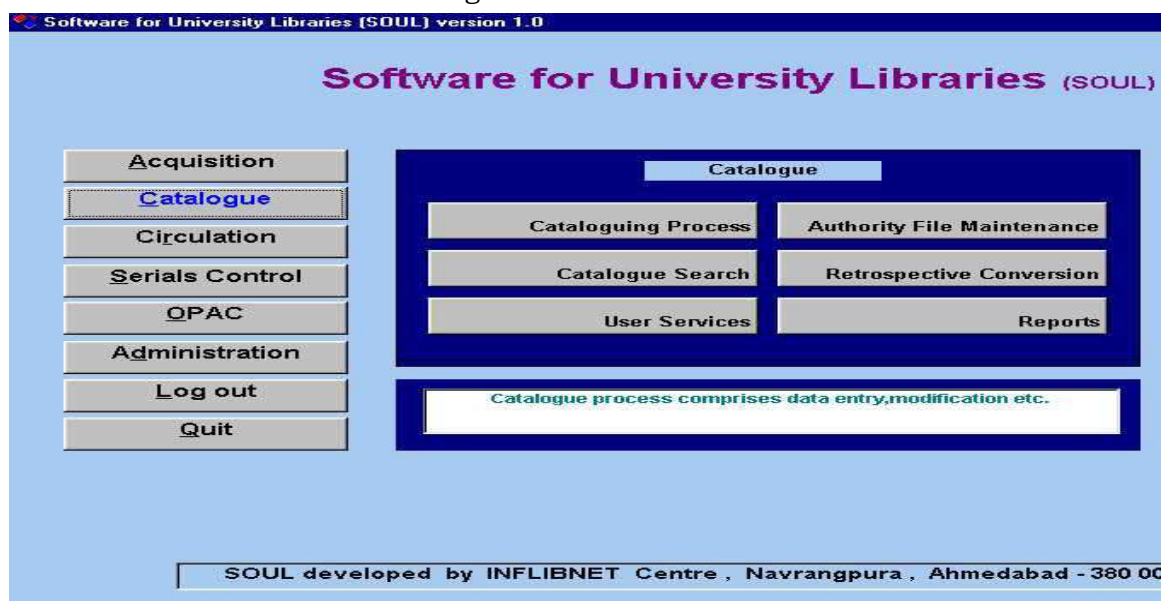 Software for University Libraries (SOUL) version 1.0
Software for University Libraries (SOUL)
Acquisition
Catalogue
Circulation
Serials Control
OPAC
Administration
Log out
Quit
Catalogue
Cataloguing Process Authority File Maintenance
Catalogue Search Retrospective Conversion
User Services Reports
Catalogue process comprises data entry,modification etc.
SOUL developed by INFLIBNET Centre , Navrangpura , Ahmedabad - 380 00